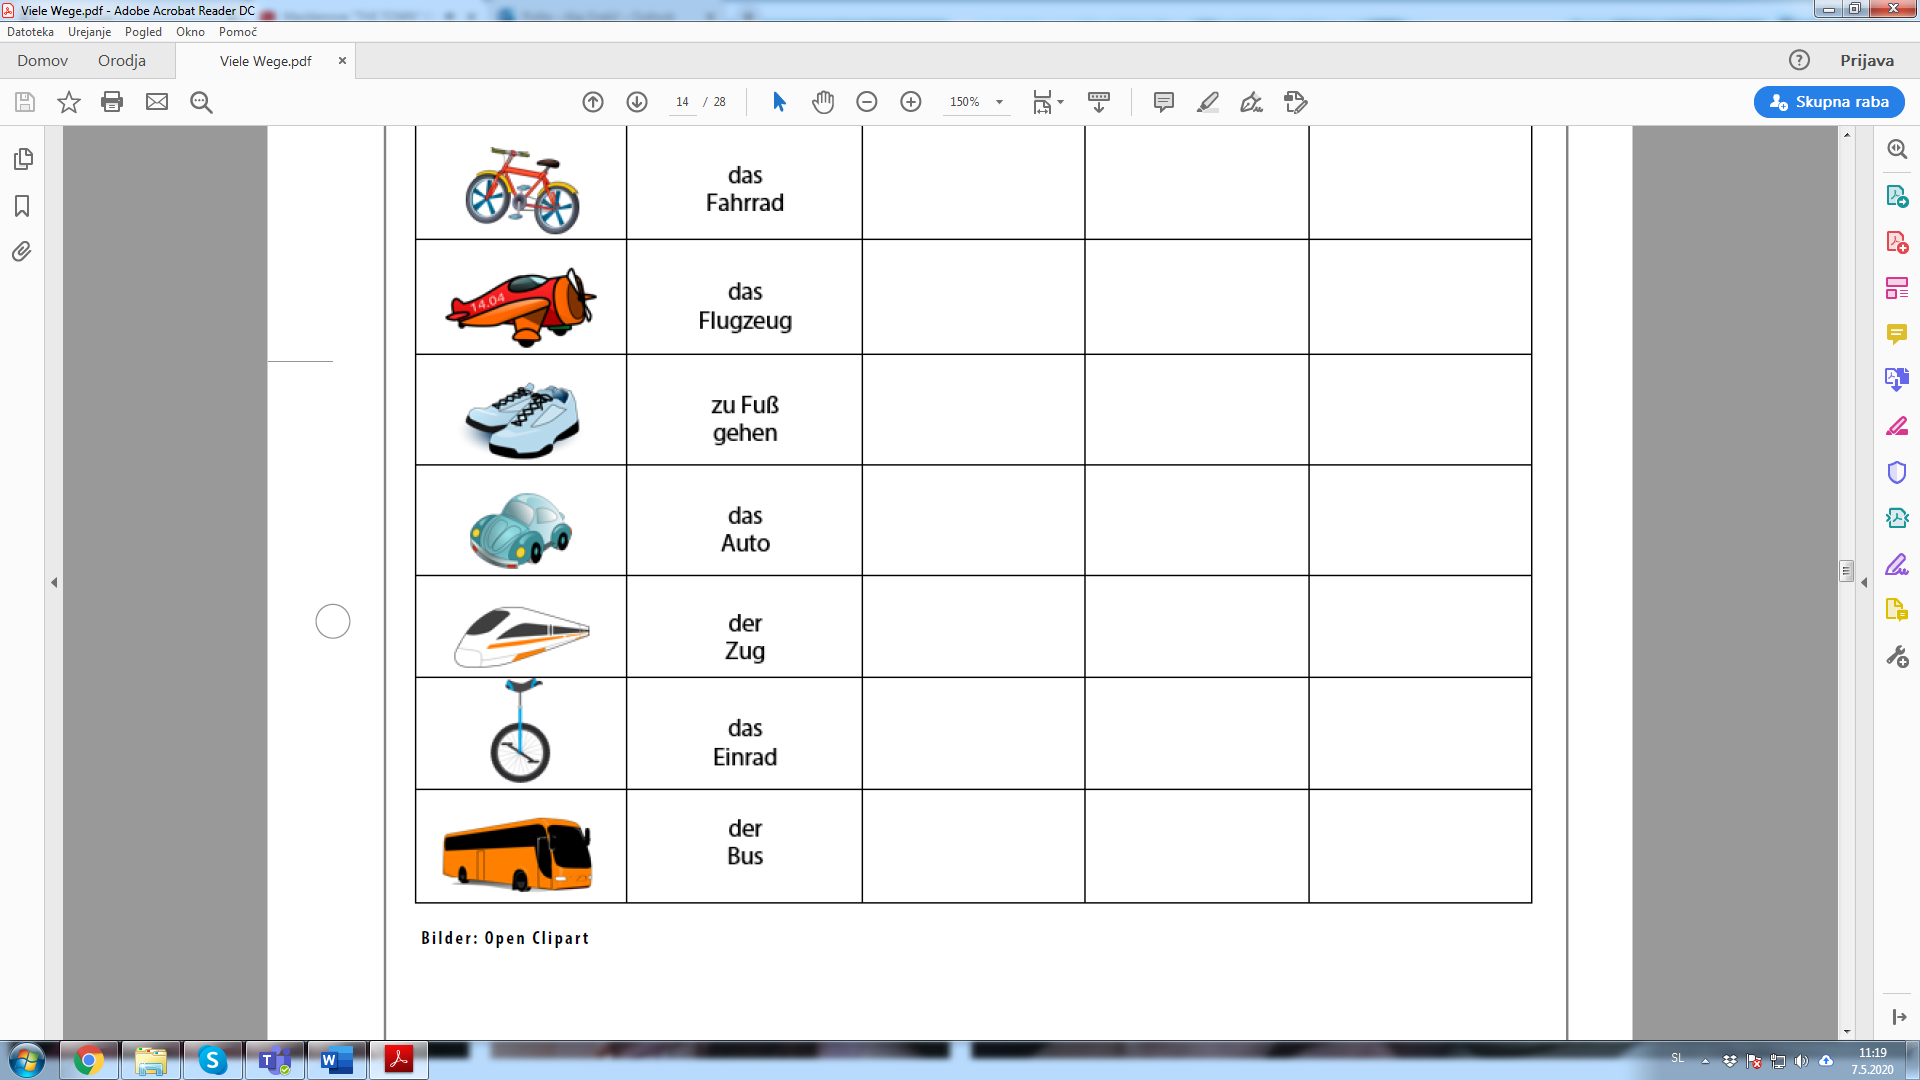 Viele Wege.pdf - Adobe Acrobat Reader DC
Datoteka Urejanje Pogled Okno Pomoč
Domov Orodja Viele Wege.pdf × Prijava
14 / 28 150%
Skupna raba
das
Fahrrad
14.04
das
Flugzeug
zu Fuß
gehen
das
Auto
der
Zug
das
Einrad
der
Bus
Bilder: Open Clipart
SL 11:19
7.5.2020